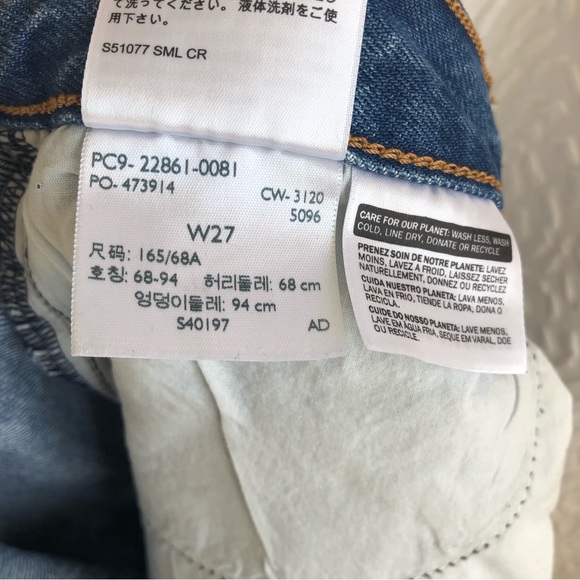 て洗ってください。液体洗剤をご使
用下さい。
S51077 SML CR
PC9- 22861-0081
PO- 473914
CW- 3120
5096
W27
尺码: 165/68A
호칭: 68-94 허리둘레: 68 cm
엉덩이둘레: 94 cm
S40197
AD
CARE FOR OUR PLANET: WASH LESS, WASH
COLD, LINE DRY, DONATE OR RECYCLE
PRENEZ SOIN DE NOTRE PLANETE: LAVEZ
MOINS, LAVEZ A FROID, LAISSEZ SECHER
NATURELLEMENT, DONNEZ OU RECYCLEZ
CUIDA NUESTRO PLANETA: LAVA MENOS,
LAVA EN FRIO, TIENDE LA ROPA, DONA O
RECICLA.
CUIDE DO NOSSO PLANETA: LAVE MENOS,
LAVE EM ÁGUA FRIA, SEQUE EM VARAL, DOE
OU RECICLE.